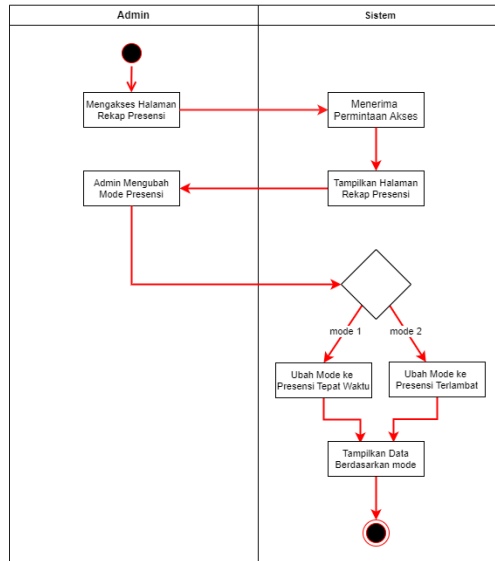 Admin
Sistem
Mengakses Halaman
Rekap Presensi
Menerima
Permintaan Akses
Admin Mengubah
Mode Presensi
Tampilkan Halaman
Rekap Presensi
mode 1
mode 2
Ubah Mode ke
Presensi Tepat Waktu
Ubah Mode ke
Presensi Terlambat
Tampilkan Data
Berdasarkan mode